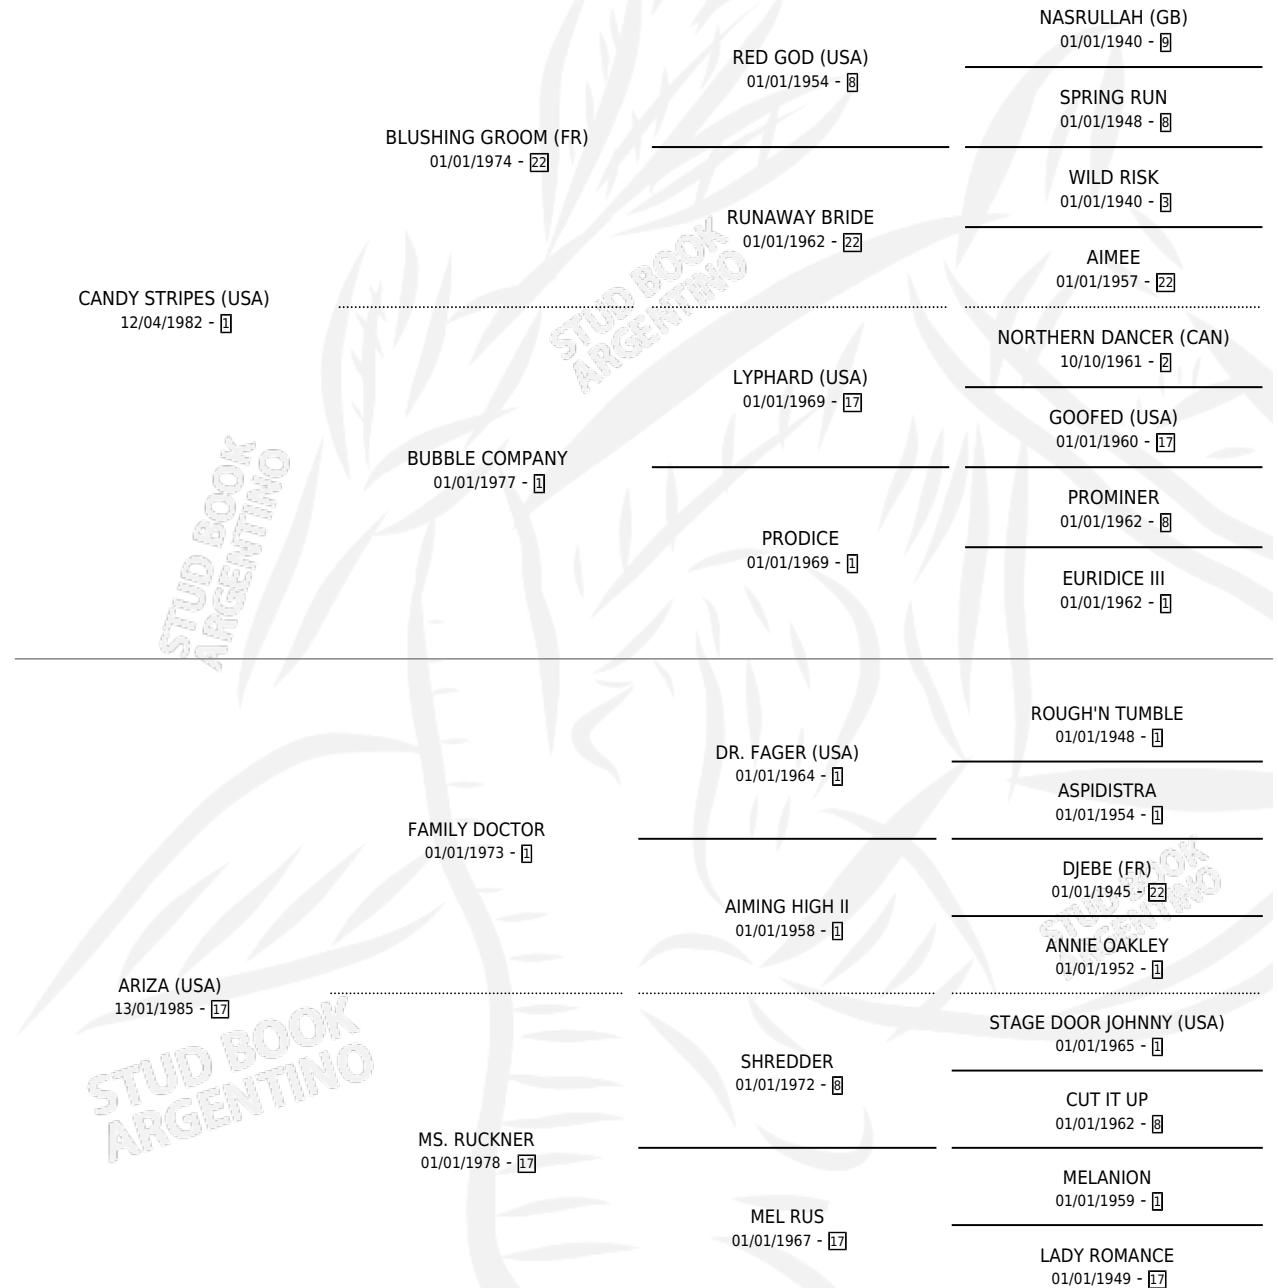 NASRULLAH (GB)
01/01/1940 - 9
RED GOD (USA)
01/01/1954 - 8
SPRING RUN
01/01/1948 - 8
BLUSHING GROOM (FR)
01/01/1974 - 22
WILD RISK
01/01/1940 - 3
RUNAWAY BRIDE
01/01/1962 - 22
AIMEE
01/01/1957 - 22
CANDY STRIPES (USA)
12/04/1982 - 1
STUD BOOK
ARGENTINO
NORTHERN DANCER (CAN)
10/10/1961 - 2
LYPHARD (USA)
01/01/1969 - 17
GOOFED (USA)
01/01/1960 - 17
BUBBLE COMPANY
01/01/1977 - 1
PROMINER
01/01/1962 - 8
PRODICE
01/01/1969 - 1
EURIDICE III
01/01/1962 - 1
STUD BOOK
ARGENTINO
ROUGH'N TUMBLE
01/01/1948 - 1
DR. FAGER (USA)
01/01/1964 - 1
ASPIDISTRA
01/01/1954 - 1
FAMILY DOCTOR
01/01/1973 - 1
DJEBE (FR)
01/01/1945 - 22
AIMING HIGH II
01/01/1958 - 1
STUD BOOK
ARGENTINO
ANNIE OAKLEY
01/01/1952 - 1
ARIZA (USA)
13/01/1985 - 17
STAGE DOOR JOHNNY (USA)
01/01/1965 - 1
SHREDDER
01/01/1972 - 8
STUD BOOK
ARGENTINO
CUT IT UP
01/01/1962 - 8
MS. RUCKNER
01/01/1978 - 17
MELANION
01/01/1959 - 1
MEL RUS
01/01/1967 - 17
LADY ROMANCE
01/01/1949 - 17